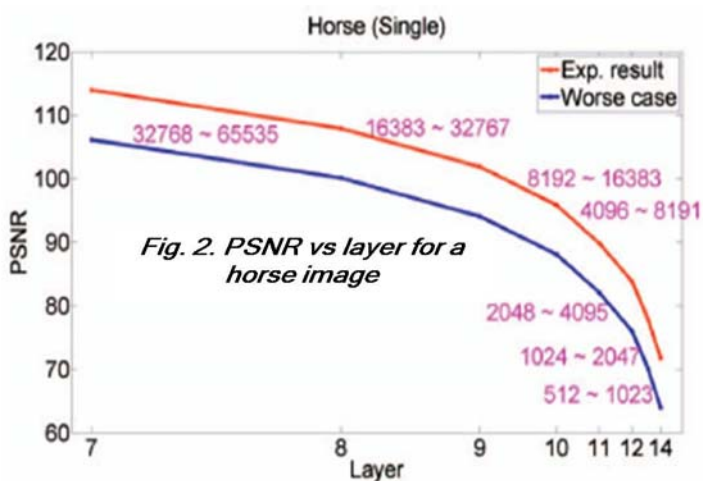 Horse (Single)
120
110
100
90
80
70
60
PSNR
Exp. result
Worse case
32768 ~ 65535
16383 ~ 32767
8192 ~ 16383
4096 ~ 8191
Fig. 2. PSNR vs layer for a
horse image
2048 ~ 4095
1024 ~ 2047
512 ~ 1023
7 8 9 10 11 12 14
Layer